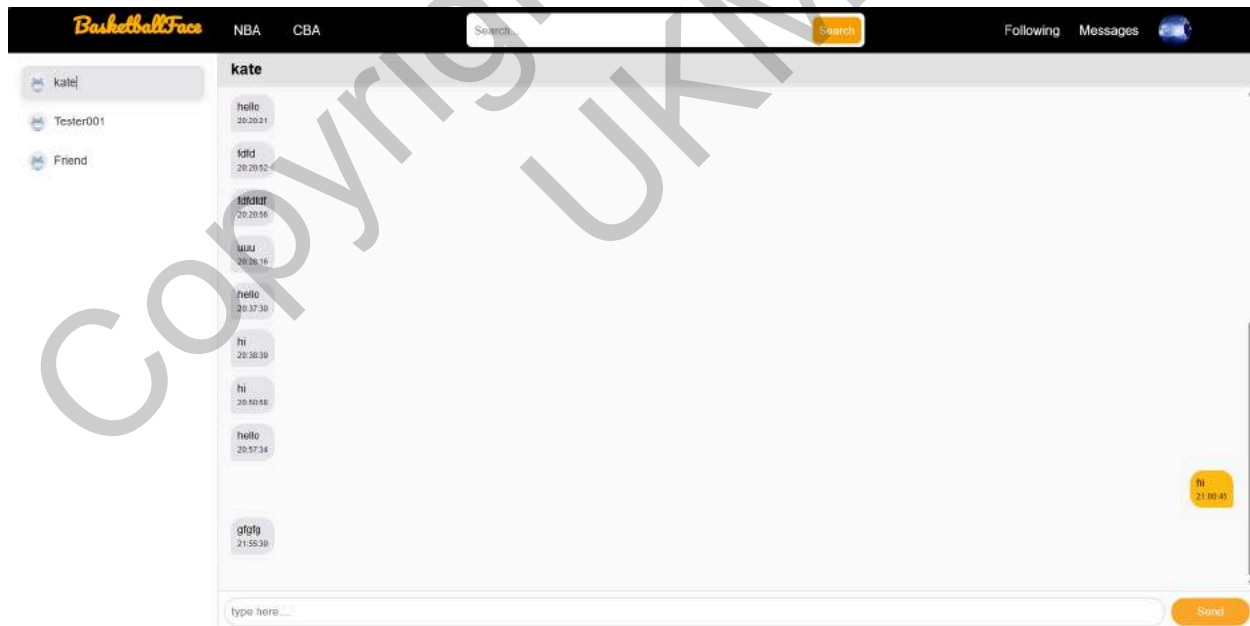 BasketballFace NBA CBA Search... Search Following Messages
kate
Tester001
Friend
kate
hello
20:20:21
fdfd
20:20:52
fdfdfdf
20:20:56
uuu
20:28:16
hello
20:37:30
hi
20:38:39
hi
20:50:58
hello
20:57:34
hi
21:00:45
gfgfg
21:55:30
type here....
Send